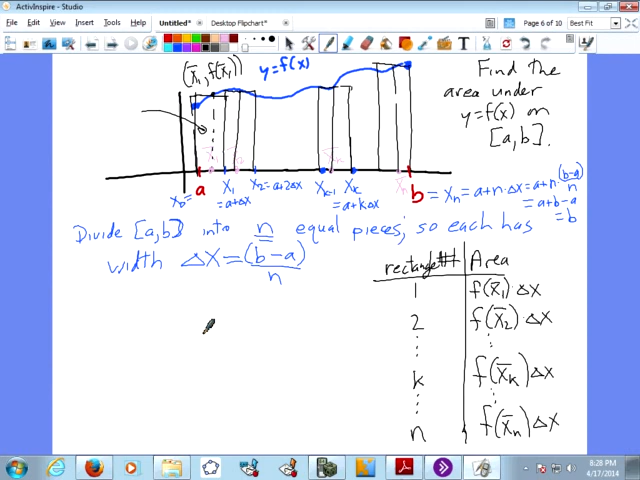 ActivInspire - Studio
File Edit View Insert Tools Help
Untitled* Desktop Flipchart* Page 6 of 10 Best Fit
(x̄₁, f(x̄₁))
y=f(x)
Find the
area under
y=f(x) on
[a,b].
x̄₁
x₀= a x₁ =a+Δx x₂=a+2Δx xₖ₋₁ xₖ =a+kΔx b = xₙ = a+n·Δx = a+n·(b-a)/n
= a+b-a
= b
Divide [a,b] into n equal pieces, so each has
width Δx = (b-a)/n
rectangle # Area
1 f(x̄₁)·Δx
2 f(x̄₂)·Δx
⋮ ⋮
k f(x̄ₖ)Δx
⋮ ⋮
n f(x̄ₙ)Δx
8:28 PM
4/17/2014